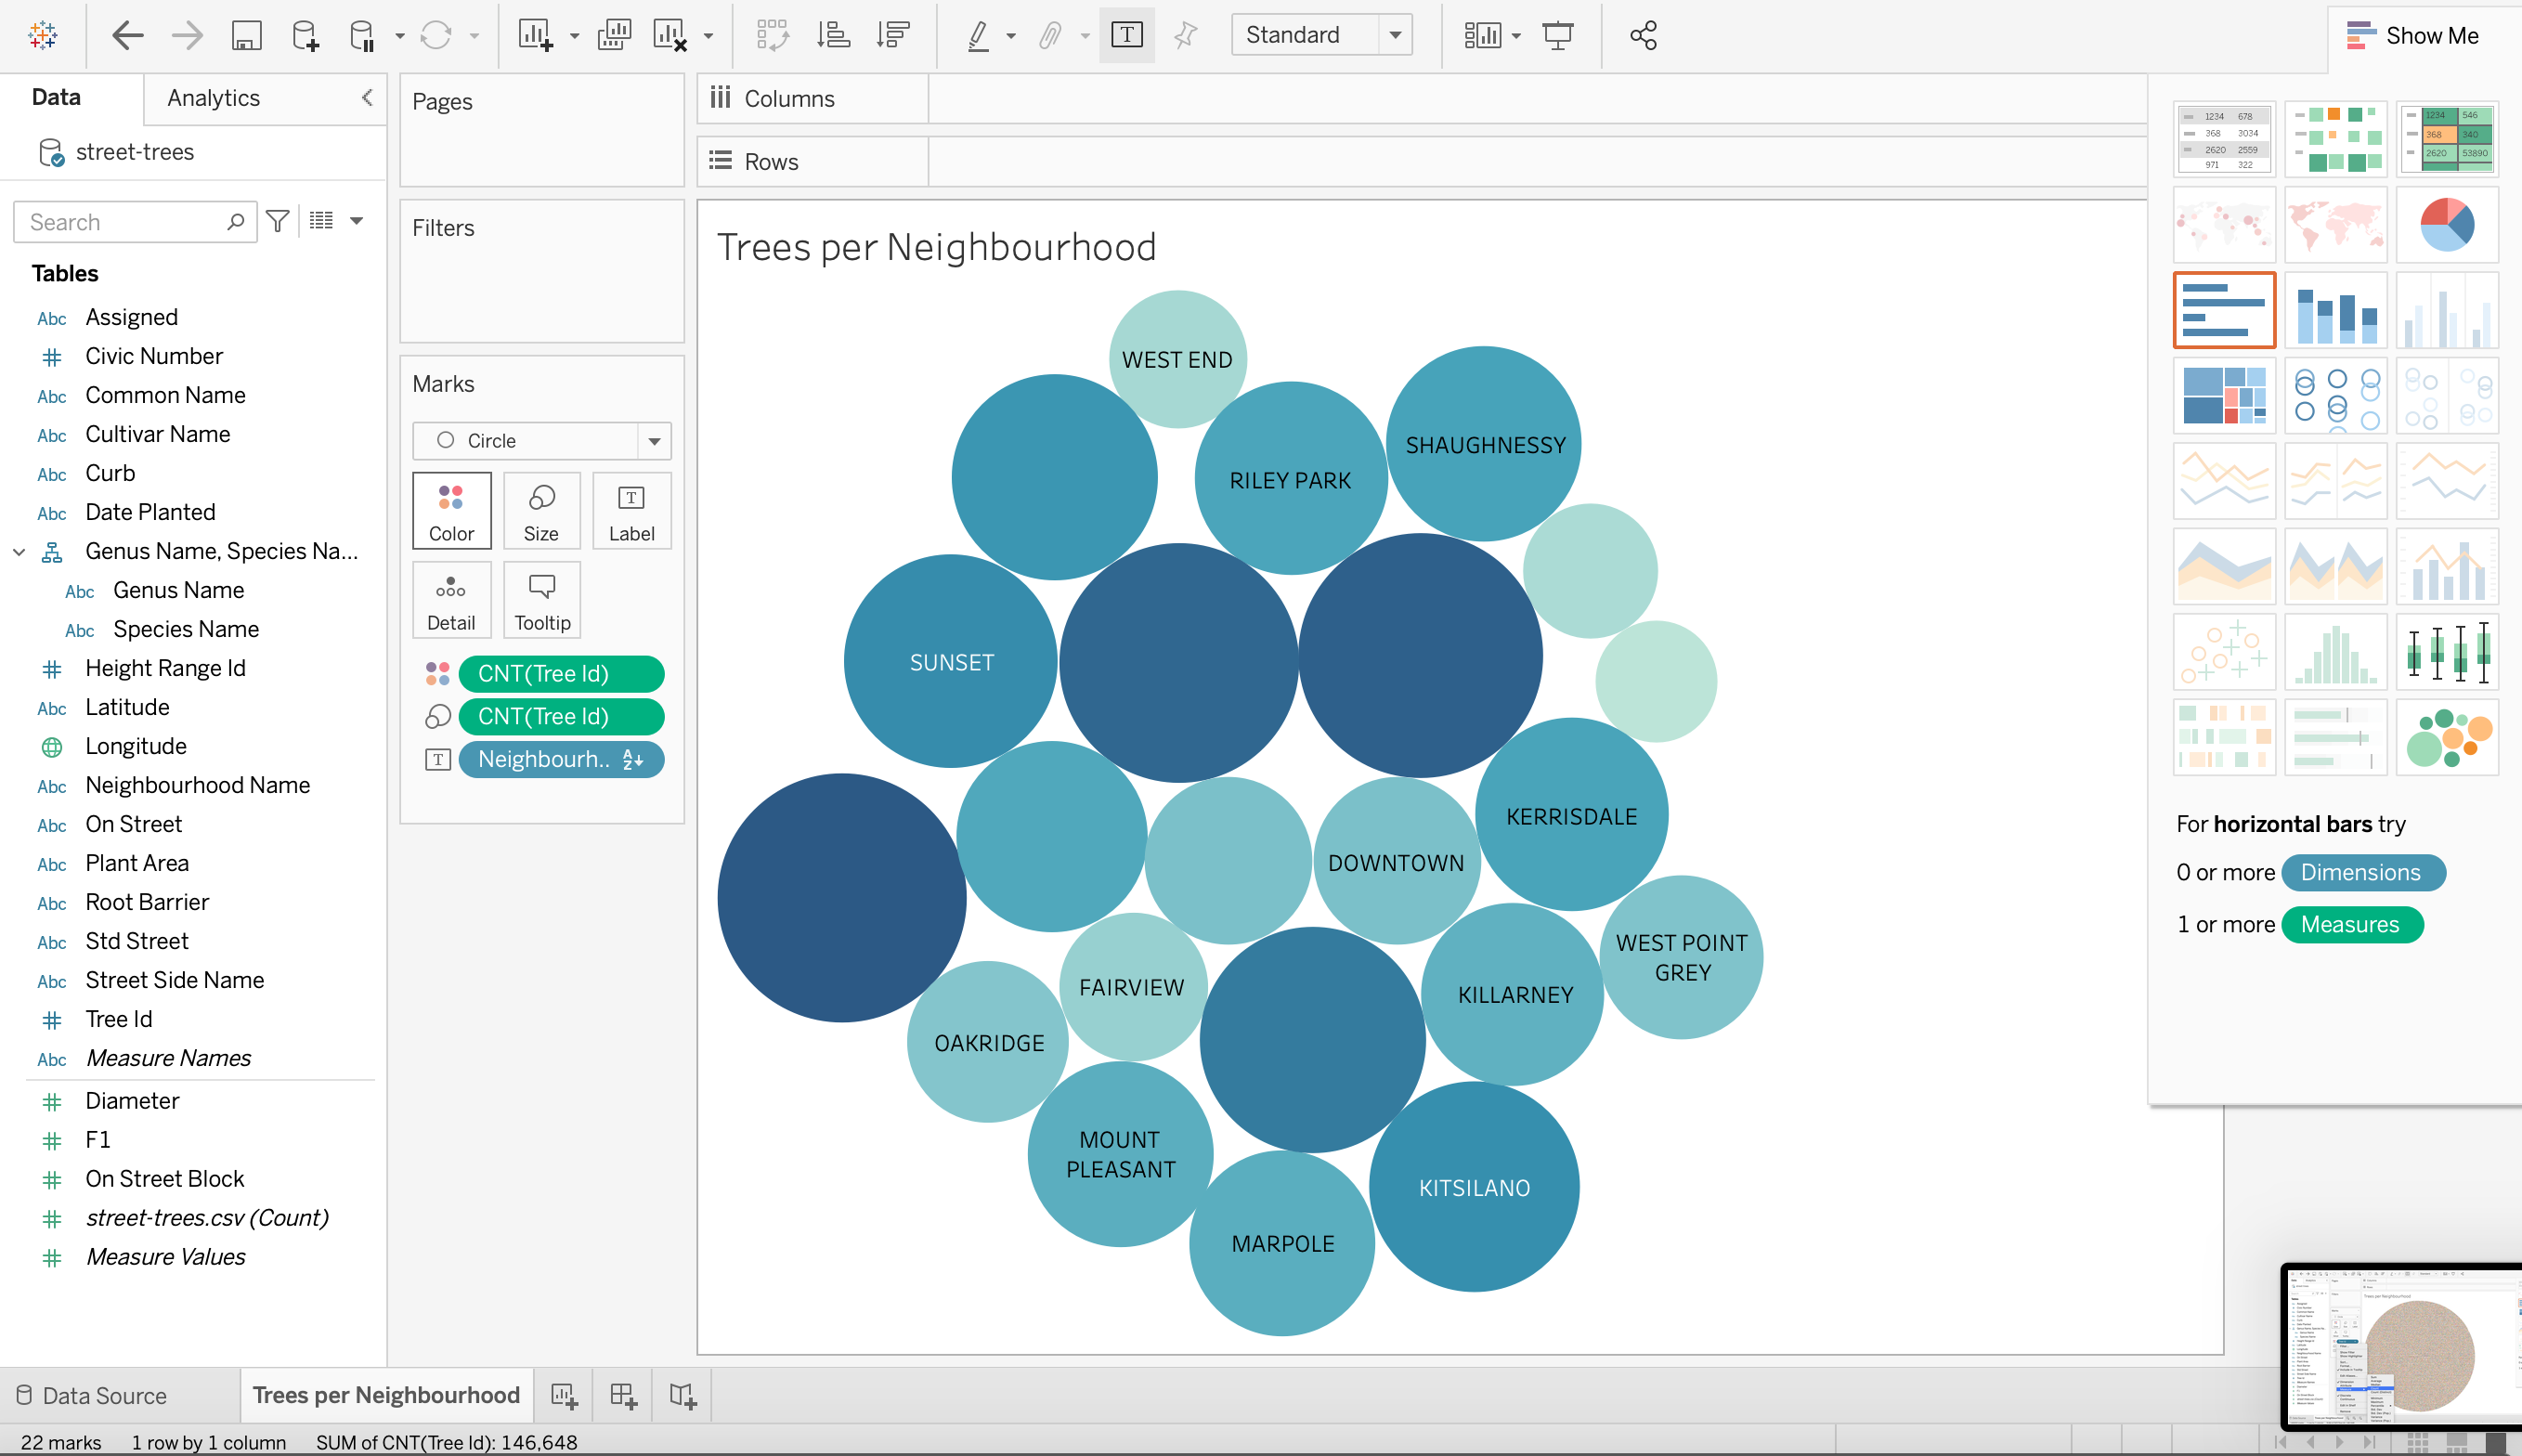 Standard
Show Me
Data
Analytics
street-trees
Search
Tables
Abc Assigned
Civic Number
Abc Common Name
Abc Cultivar Name
Abc Curb
Abc Date Planted
Genus Name, Species Na...
Abc Genus Name
Abc Species Name
Height Range Id
Abc Latitude
Longitude
Abc Neighbourhood Name
Abc On Street
Abc Plant Area
Abc Root Barrier
Abc Std Street
Abc Street Side Name
Tree Id
Abc Measure Names
Diameter
F1
On Street Block
street-trees.csv (Count)
Measure Values
Pages
Filters
Marks
Circle
Color
Size
T
Label
Detail
Tooltip
CNT(Tree Id)
CNT(Tree Id)
T Neighbourh..
Columns
Rows
Trees per Neighbourhood
WEST END
SHAUGHNESSY
RILEY PARK
SUNSET
KERRISDALE
DOWNTOWN
WEST POINT
GREY
FAIRVIEW
KILLARNEY
OAKRIDGE
MOUNT
PLEASANT
KITSILANO
MARPOLE
1234 678
368 3034
2620 2559
971 322
1234 546
368 340
2620 53890
For horizontal bars try
0 or more Dimensions
1 or more Measures
Data Source
Trees per Neighbourhood
22 marks
1 row by 1 column
SUM of CNT(Tree Id): 146,648